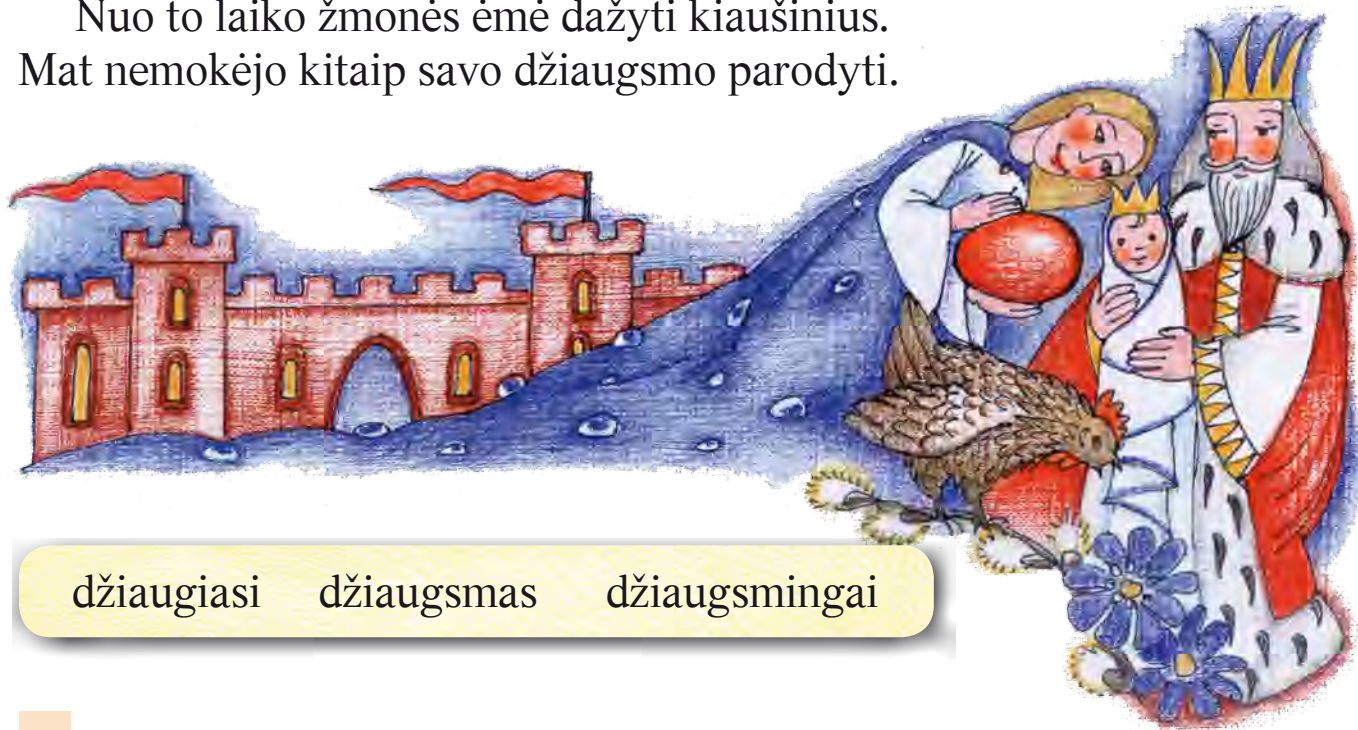 Nuo to laiko žmonės ėmė dažyti kiaušinius.
Mat nemokėjo kitaip savo džiaugsmo parodyti.
džiaugiasi džiaugsmas džiaugsmingai